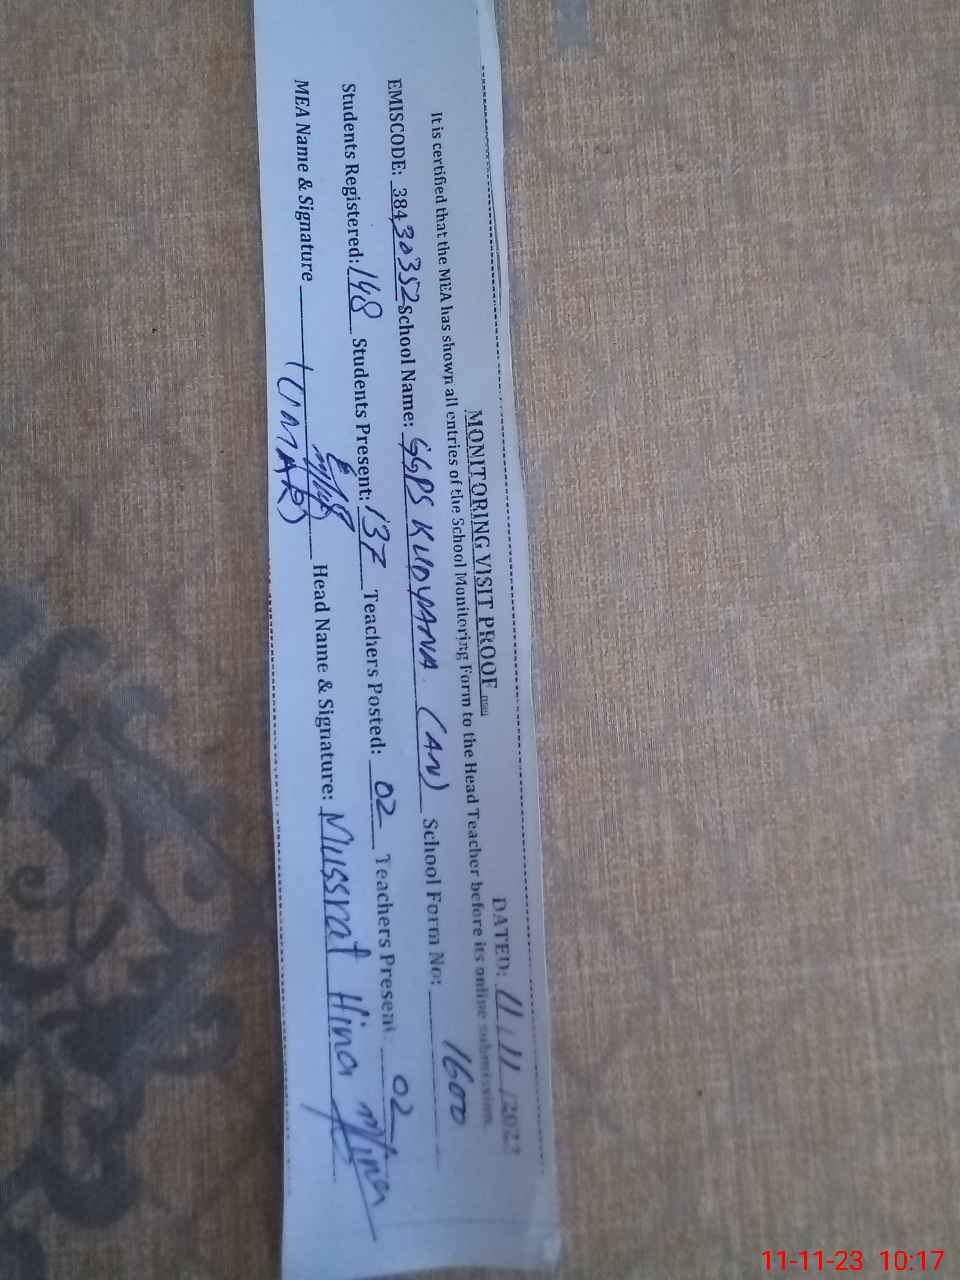 MONITORING VISIT PROOF
DATED: 11 / 11 /2023
It is certified that the MEA has shown all entries of the School Monitoring Form to the Head Teacher before its online submission.
EMISCODE: 38430352 School Name: GGPS KUDYANA (AN) School Form No: 1600
Students Registered: 148 Students Present: 137 Teachers Posted: 02 Teachers Present 02
MEA Name & Signature (UMAR) Head Name & Signature: Mussrat Hina
11-11-23 10:17